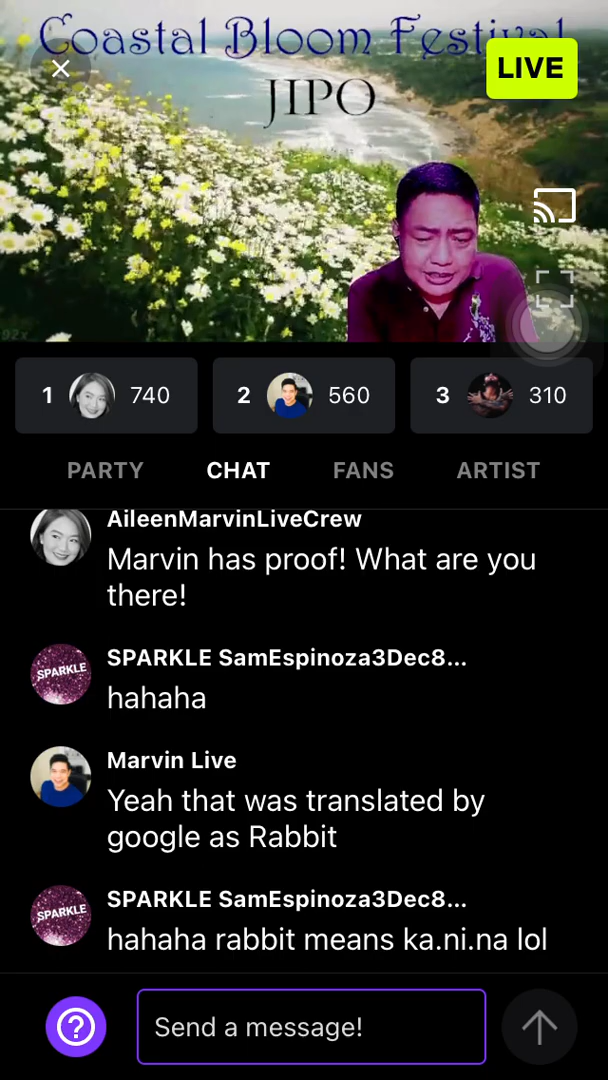 Coastal Bloom Festival
LIVE
JIPO
1 740 2 560 3 310
PARTY CHAT FANS ARTIST
AileenMarvinLiveCrew
Marvin has proof! What are you
there!
SPARKLE SamEspinoza3Dec8...
SPARKLE
hahaha
Marvin Live
Yeah that was translated by
google as Rabbit
SPARKLE SamEspinoza3Dec8...
SPARKLE
hahaha rabbit means ka.ni.na lol
? Send a message!